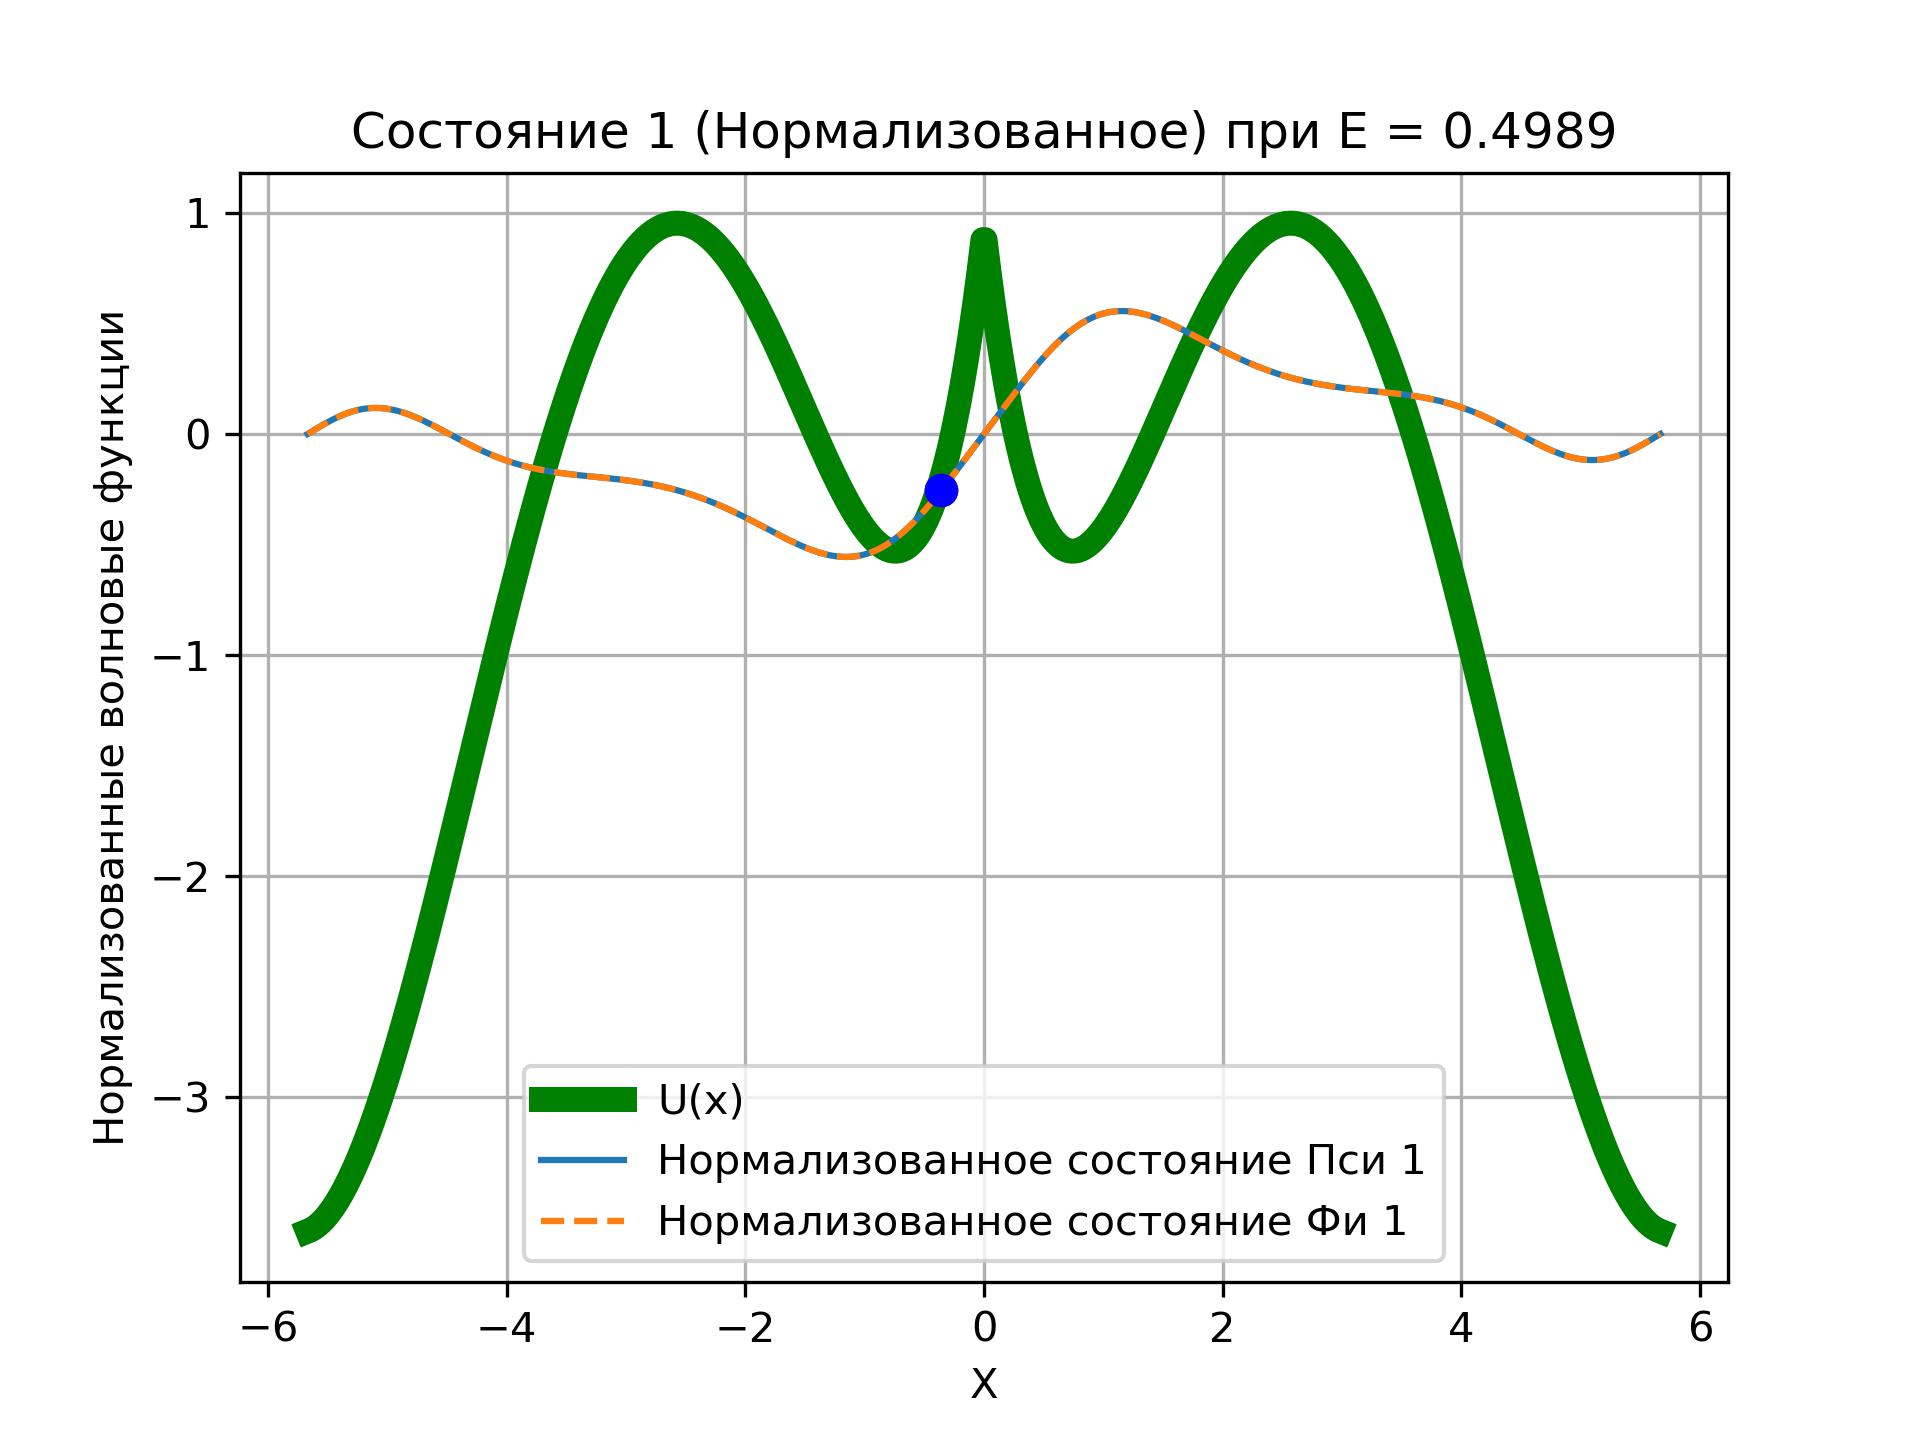 Состояние 1 (Нормализованное) при E = 0.4989
Нормализованные волновые функции
1
0
−1
−2
−3
U(x)
Нормализованное состояние Пси 1
Нормализованное состояние Фи 1
−6 −4 −2 0 2 4 6
X